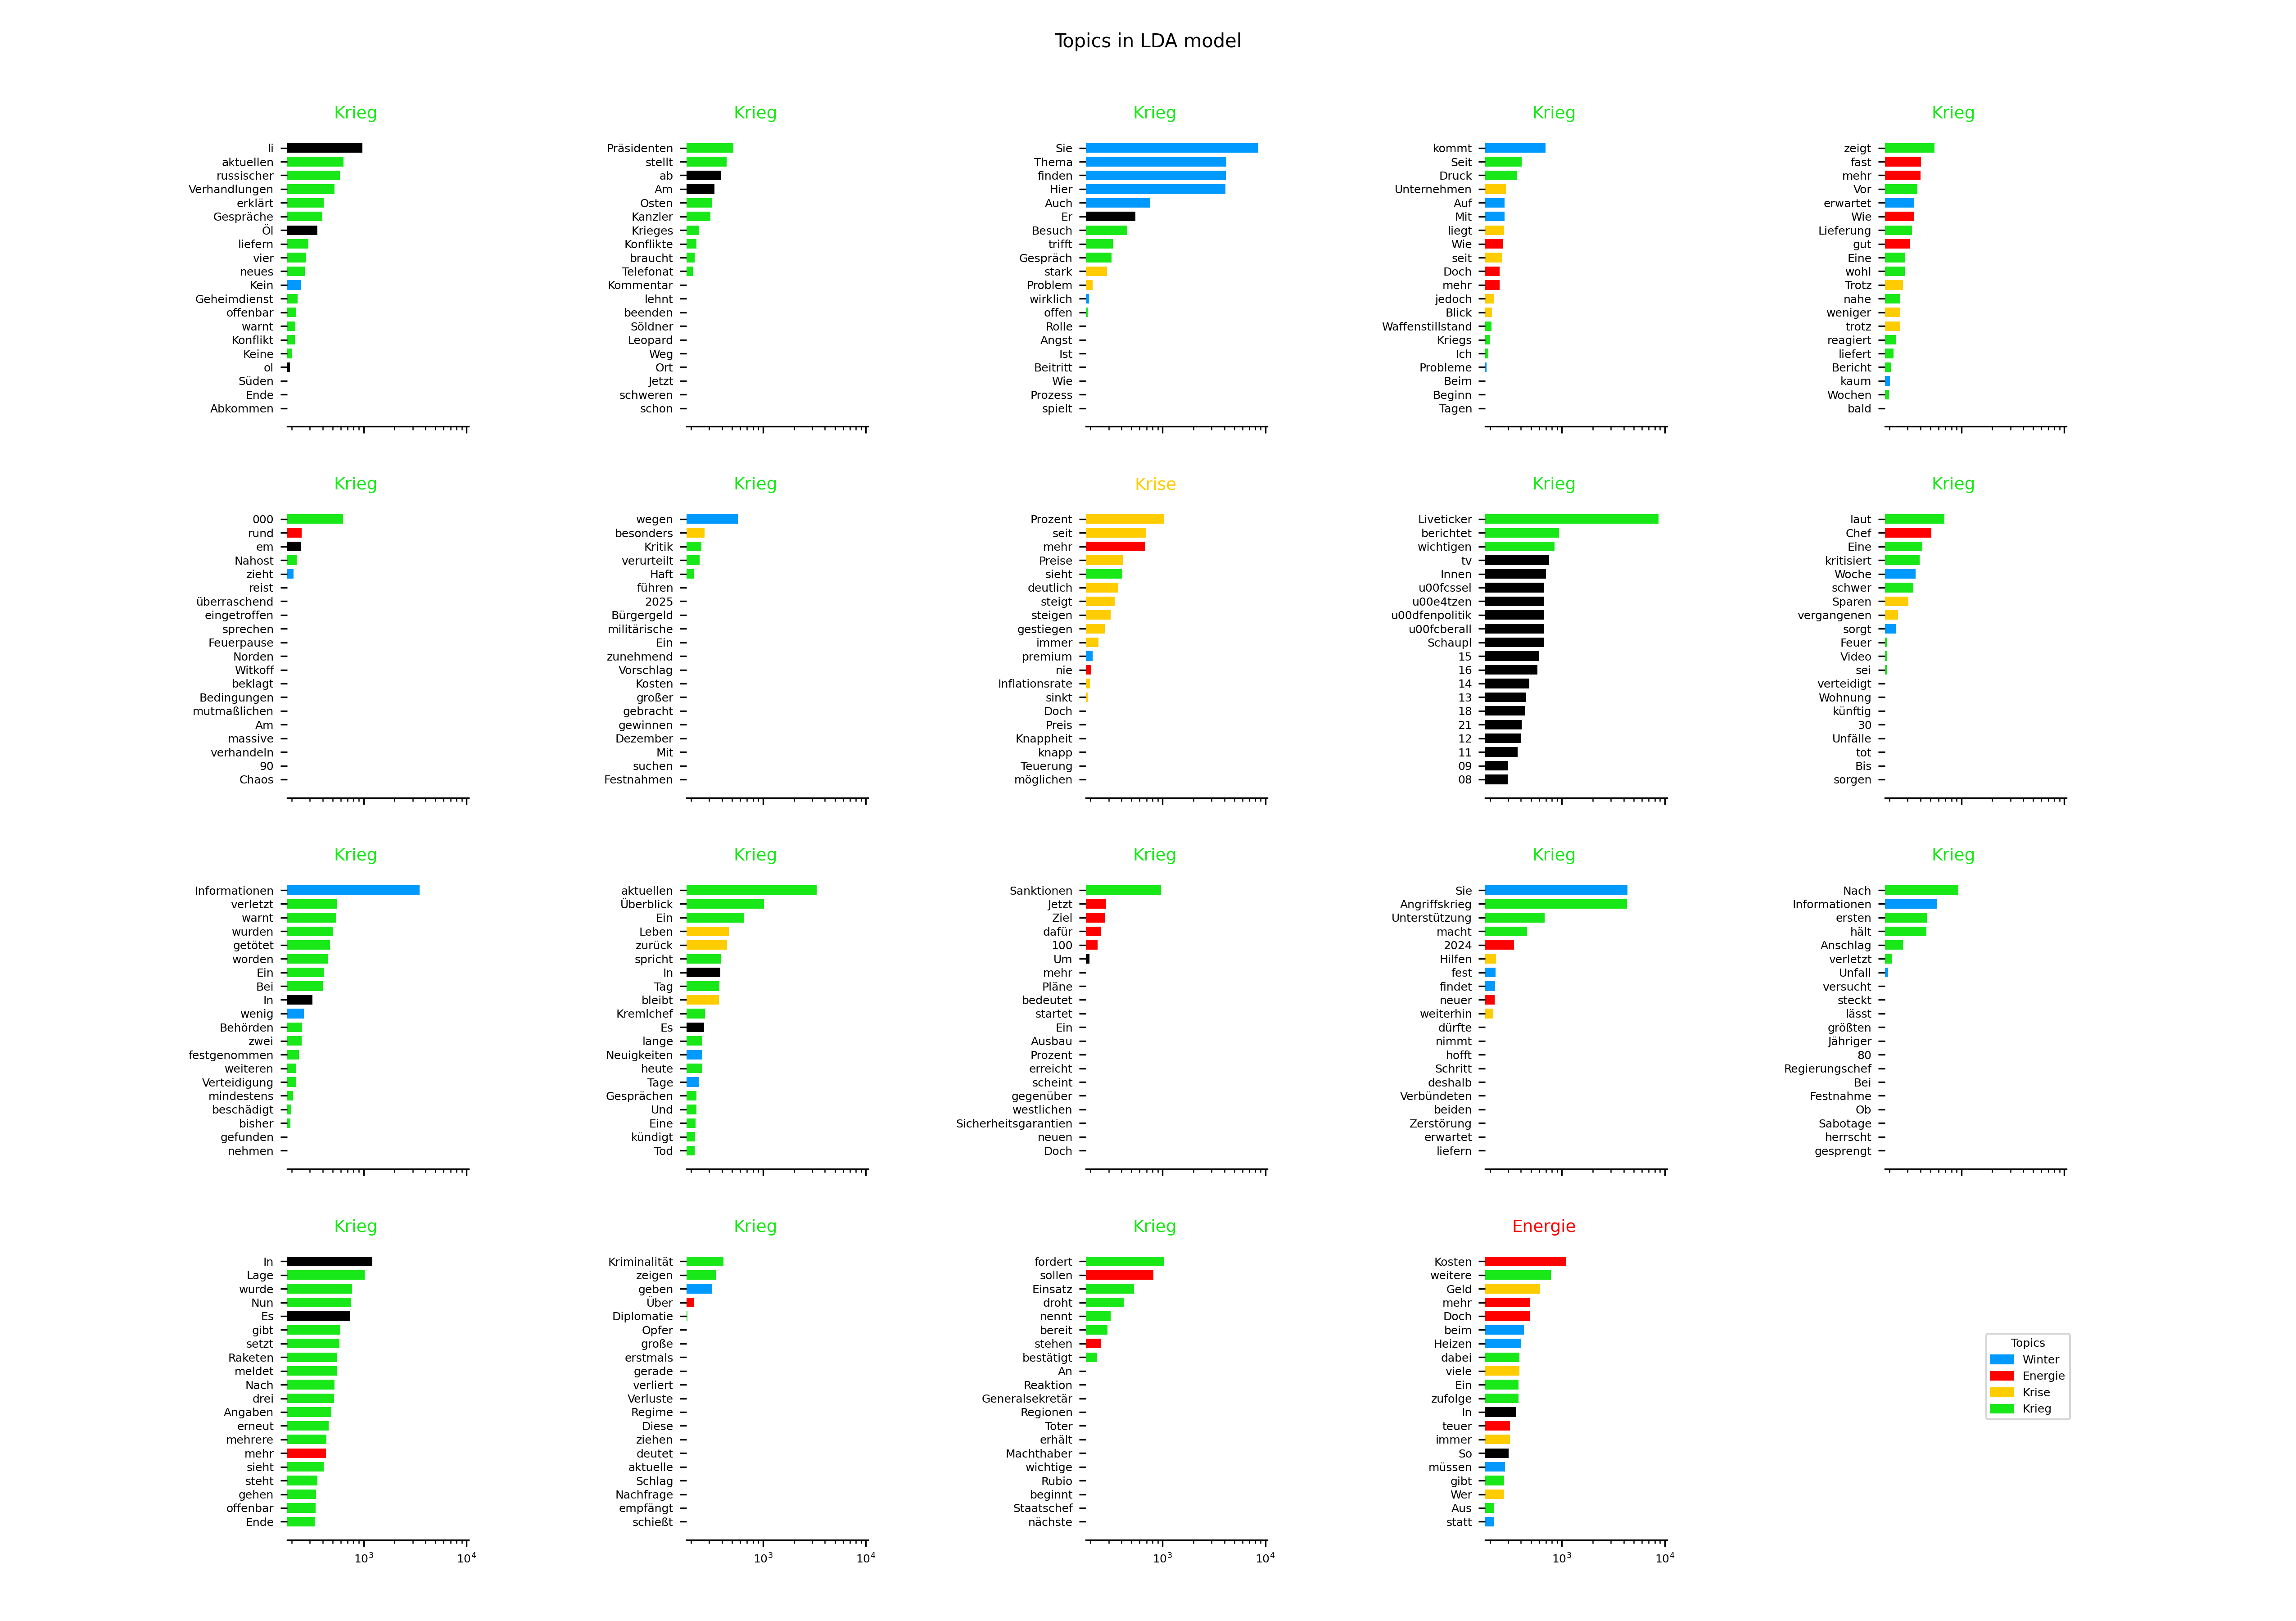 Topics in LDA model
Krieg
li
aktuellen
russischer
Verhandlungen
erklärt
Gespräche
Öl
liefern
vier
neues
Kein
Geheimdienst
offenbar
warnt
Konflikt
Keine
ol
Süden
Ende
Abkommen
Krieg
Präsidenten
stellt
ab
Am
Osten
Kanzler
Krieges
Konflikte
braucht
Telefonat
Kommentar
lehnt
beenden
Söldner
Leopard
Weg
Ort
Jetzt
schweren
schon
Krieg
Sie
Thema
finden
Hier
Auch
Er
Besuch
trifft
Gespräch
stark
Problem
wirklich
offen
Rolle
Angst
Ist
Beitritt
Wie
Prozess
spielt
Krieg
kommt
Seit
Druck
Unternehmen
Auf
Mit
liegt
Wie
seit
Doch
mehr
jedoch
Blick
Waffenstillstand
Kriegs
Ich
Probleme
Beim
Beginn
Tagen
Krieg
zeigt
fast
mehr
Vor
erwartet
Wie
Lieferung
gut
Eine
wohl
Trotz
nahe
weniger
trotz
reagiert
liefert
Bericht
kaum
Wochen
bald
Krieg
000
rund
em
Nahost
zieht
reist
überraschend
eingetroffen
sprechen
Feuerpause
Norden
Witkoff
beklagt
Bedingungen
mutmaßlichen
Am
massive
verhandeln
90
Chaos
Krieg
wegen
besonders
Kritik
verurteilt
Haft
führen
2025
Bürgergeld
militärische
Ein
zunehmend
Vorschlag
Kosten
großer
gebracht
gewinnen
Dezember
Mit
suchen
Festnahmen
Krise
Prozent
seit
mehr
Preise
sieht
deutlich
steigt
steigen
gestiegen
immer
premium
nie
Inflationsrate
sinkt
Doch
Preis
Knappheit
knapp
Teuerung
möglichen
Krieg
Liveticker
berichtet
wichtigen
tv
Innen
u00fcssel
u00e4tzen
u00dfenpolitik
u00fcberall
Schaupl
15
16
14
13
18
21
12
11
09
08
Krieg
laut
Chef
Eine
kritisiert
Woche
schwer
Sparen
vergangenen
sorgt
Feuer
Video
sei
verteidigt
Wohnung
künftig
30
Unfälle
tot
Bis
sorgen
Krieg
Informationen
verletzt
warnt
wurden
getötet
worden
Ein
Bei
In
wenig
Behörden
zwei
festgenommen
weiteren
Verteidigung
mindestens
beschädigt
bisher
gefunden
nehmen
Krieg
aktuellen
Überblick
Ein
Leben
zurück
spricht
In
Tag
bleibt
Kremlchef
Es
lange
Neuigkeiten
heute
Tage
Gesprächen
Und
Eine
kündigt
Tod
Krieg
Sanktionen
Jetzt
Ziel
dafür
100
Um
mehr
Pläne
bedeutet
startet
Ein
Ausbau
Prozent
erreicht
scheint
gegenüber
westlichen
Sicherheitsgarantien
neuen
Doch
Krieg
Sie
Angriffskrieg
Unterstützung
macht
2024
Hilfen
fest
findet
neuer
weiterhin
dürfte
nimmt
hofft
Schritt
deshalb
Verbündeten
beiden
Zerstörung
erwartet
liefern
Krieg
Nach
Informationen
ersten
hält
Anschlag
verletzt
Unfall
versucht
steckt
lässt
größten
Jähriger
80
Regierungschef
Bei
Festnahme
Ob
Sabotage
herrscht
gesprengt
Krieg
In
Lage
wurde
Nun
Es
gibt
setzt
Raketen
meldet
Nach
drei
Angaben
erneut
mehrere
mehr
sieht
steht
gehen
offenbar
Ende
10³ 10⁴
Krieg
Kriminalität
zeigen
geben
Über
Diplomatie
Opfer
große
erstmals
gerade
verliert
Verluste
Regime
Diese
ziehen
deutet
aktuelle
Schlag
Nachfrage
empfängt
schießt
10³ 10⁴
Krieg
fordert
sollen
Einsatz
droht
nennt
bereit
stehen
bestätigt
An
Reaktion
Generalsekretär
Regionen
Toter
erhält
Machthaber
wichtige
Rubio
beginnt
Staatschef
nächste
10³ 10⁴
Energie
Kosten
weitere
Geld
mehr
Doch
beim
Heizen
dabei
viele
Ein
zufolge
In
teuer
immer
So
müssen
gibt
Wer
Aus
statt
10³ 10⁴
Topics
Winter
Energie
Krise
Krieg